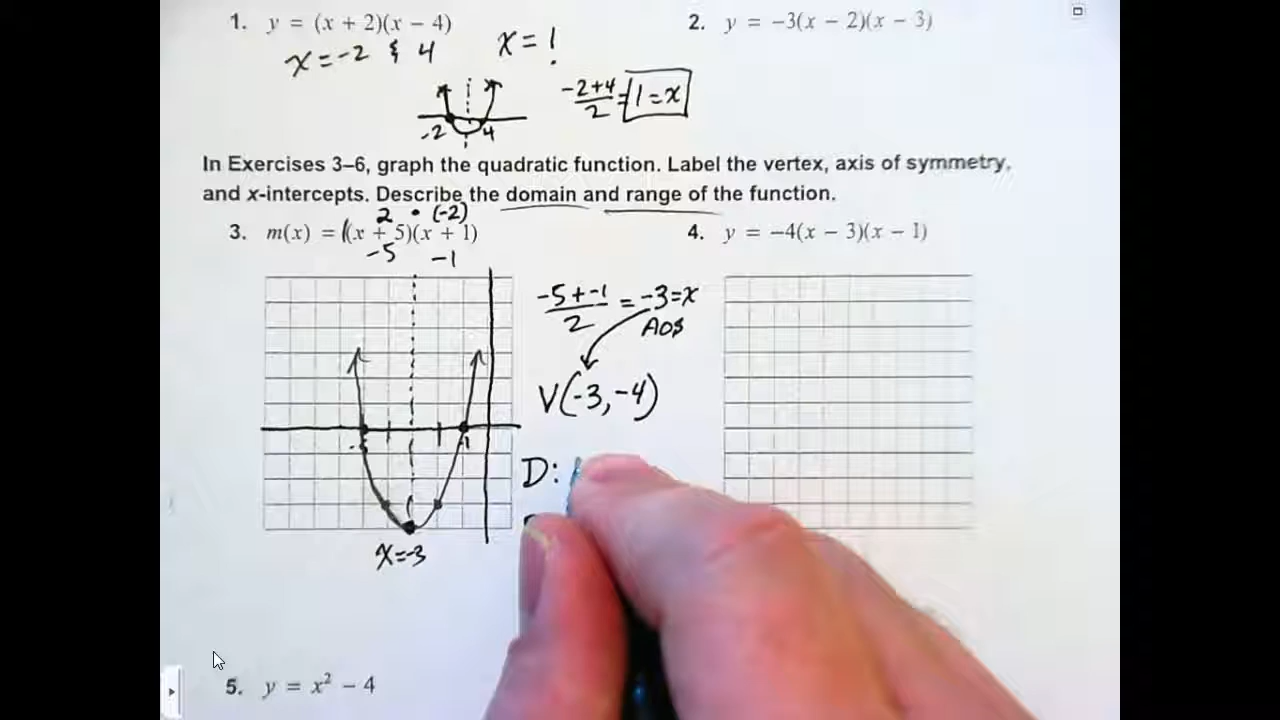 1. y = (x + 2)(x − 4)
2. y = −3(x − 2)(x − 3)
x = -2 & 4
x = 1
-2+4/2 = 1 = x
-2 4
In Exercises 3–6, graph the quadratic function. Label the vertex, axis of symmetry,
and x-intercepts. Describe the domain and range of the function.
2 • (-2)
3. m(x) = (x + 5)(x + 1)
4. y = −4(x − 3)(x − 1)
-5 -1
-5+-1/2 = -3 = x
AOS
V(-3, -4)
-1
D:
x=-3
5. y = x² − 4